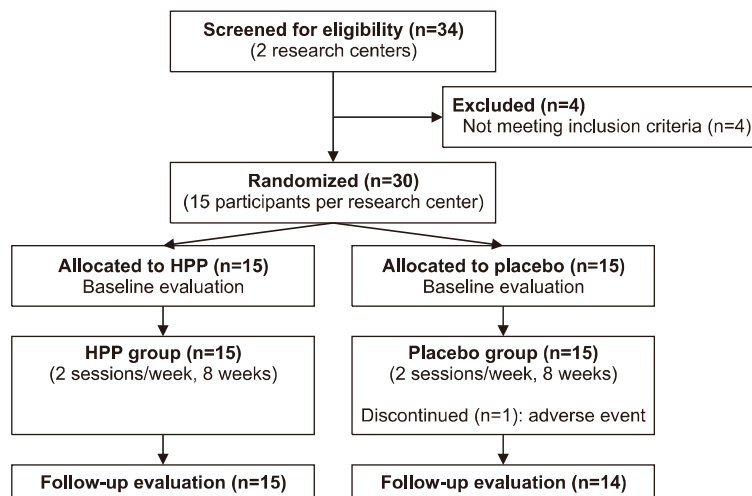 Screened for eligibility (n=34)
(2 research centers)
Excluded (n=4)
Not meeting inclusion criteria (n=4)
Randomized (n=30)
(15 participants per research center)
Allocated to HPP (n=15)
Baseline evaluation
Allocated to placebo (n=15)
Baseline evaluation
HPP group (n=15)
(2 sessions/week, 8 weeks)
Placebo group (n=15)
(2 sessions/week, 8 weeks)
Discontinued (n=1): adverse event
Follow-up evaluation (n=15)
Follow-up evaluation (n=14)